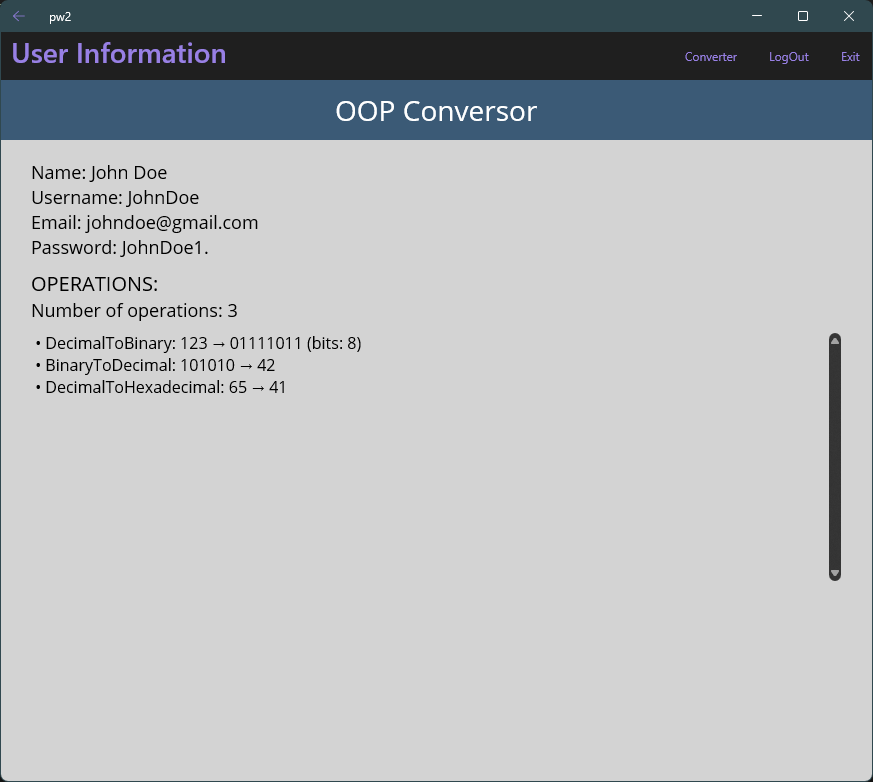 pw2
User Information
Converter LogOut Exit
OOP Conversor
Name: John Doe
Username: JohnDoe
Email: johndoe@gmail.com
Password: JohnDoe1.
OPERATIONS:
Number of operations: 3
• DecimalToBinary: 123 → 01111011 (bits: 8)
• BinaryToDecimal: 101010 → 42
• DecimalToHexadecimal: 65 → 41